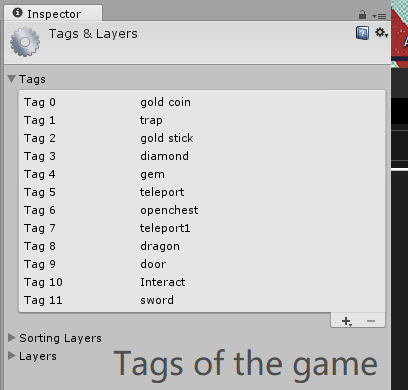 Inspector
Tags & Layers
Tags
Tag 0 gold coin
Tag 1 trap
Tag 2 gold stick
Tag 3 diamond
Tag 4 gem
Tag 5 teleport
Tag 6 openchest
Tag 7 teleport1
Tag 8 dragon
Tag 9 door
Tag 10 Interact
Tag 11 sword
Sorting Layers
Layers
Tags of the game